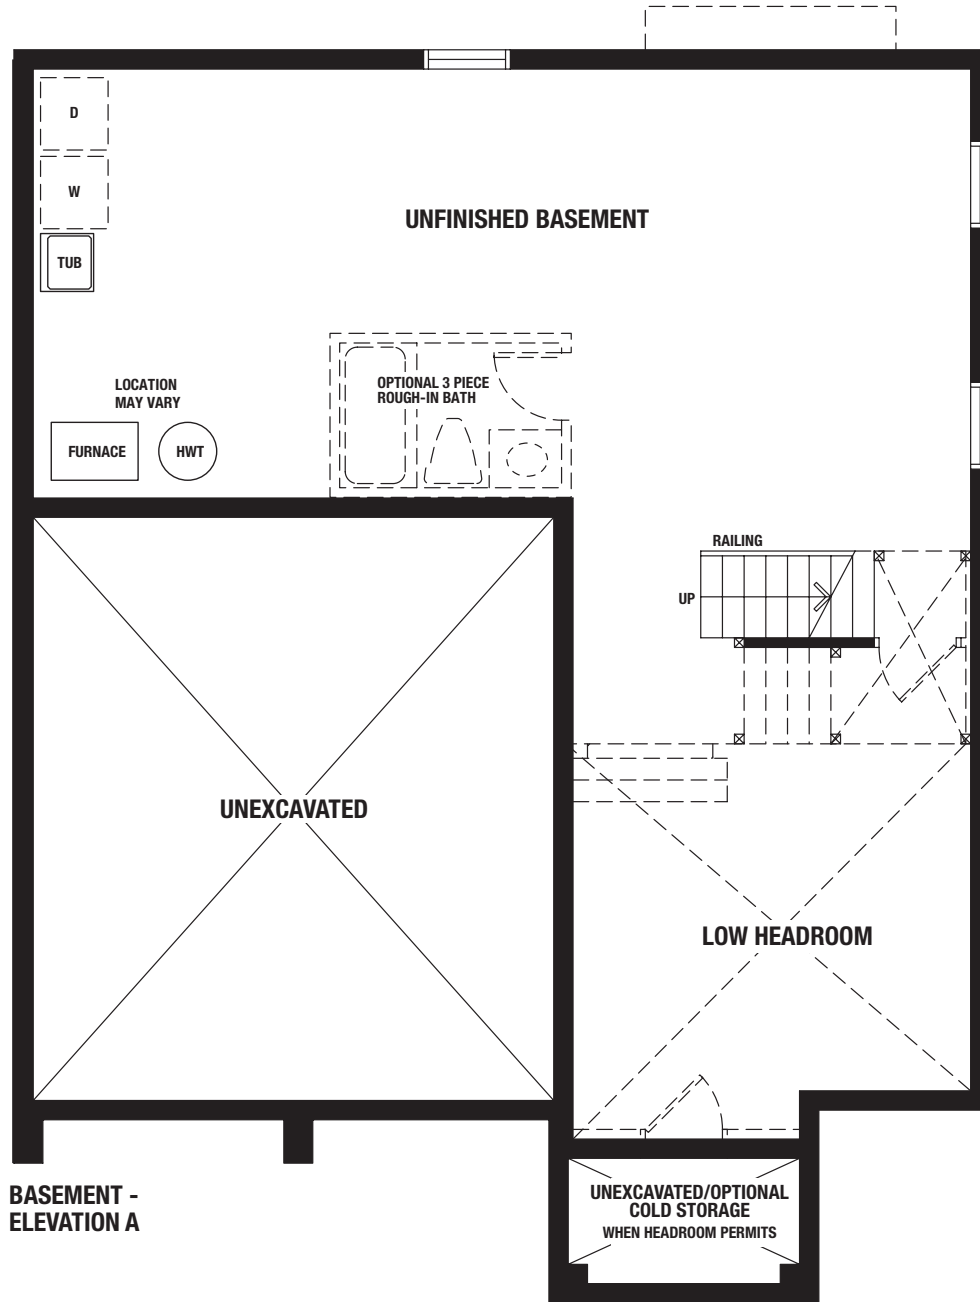 D
W
UNFINISHED BASEMENT
TUB
LOCATION
MAY VARY
OPTIONAL 3 PIECE
ROUGH-IN BATH
FURNACE
HWT
RAILING
UP
UNEXCAVATED
LOW HEADROOM
BASEMENT -
ELEVATION A
UNEXCAVATED/OPTIONAL
COLD STORAGE
WHEN HEADROOM PERMITS